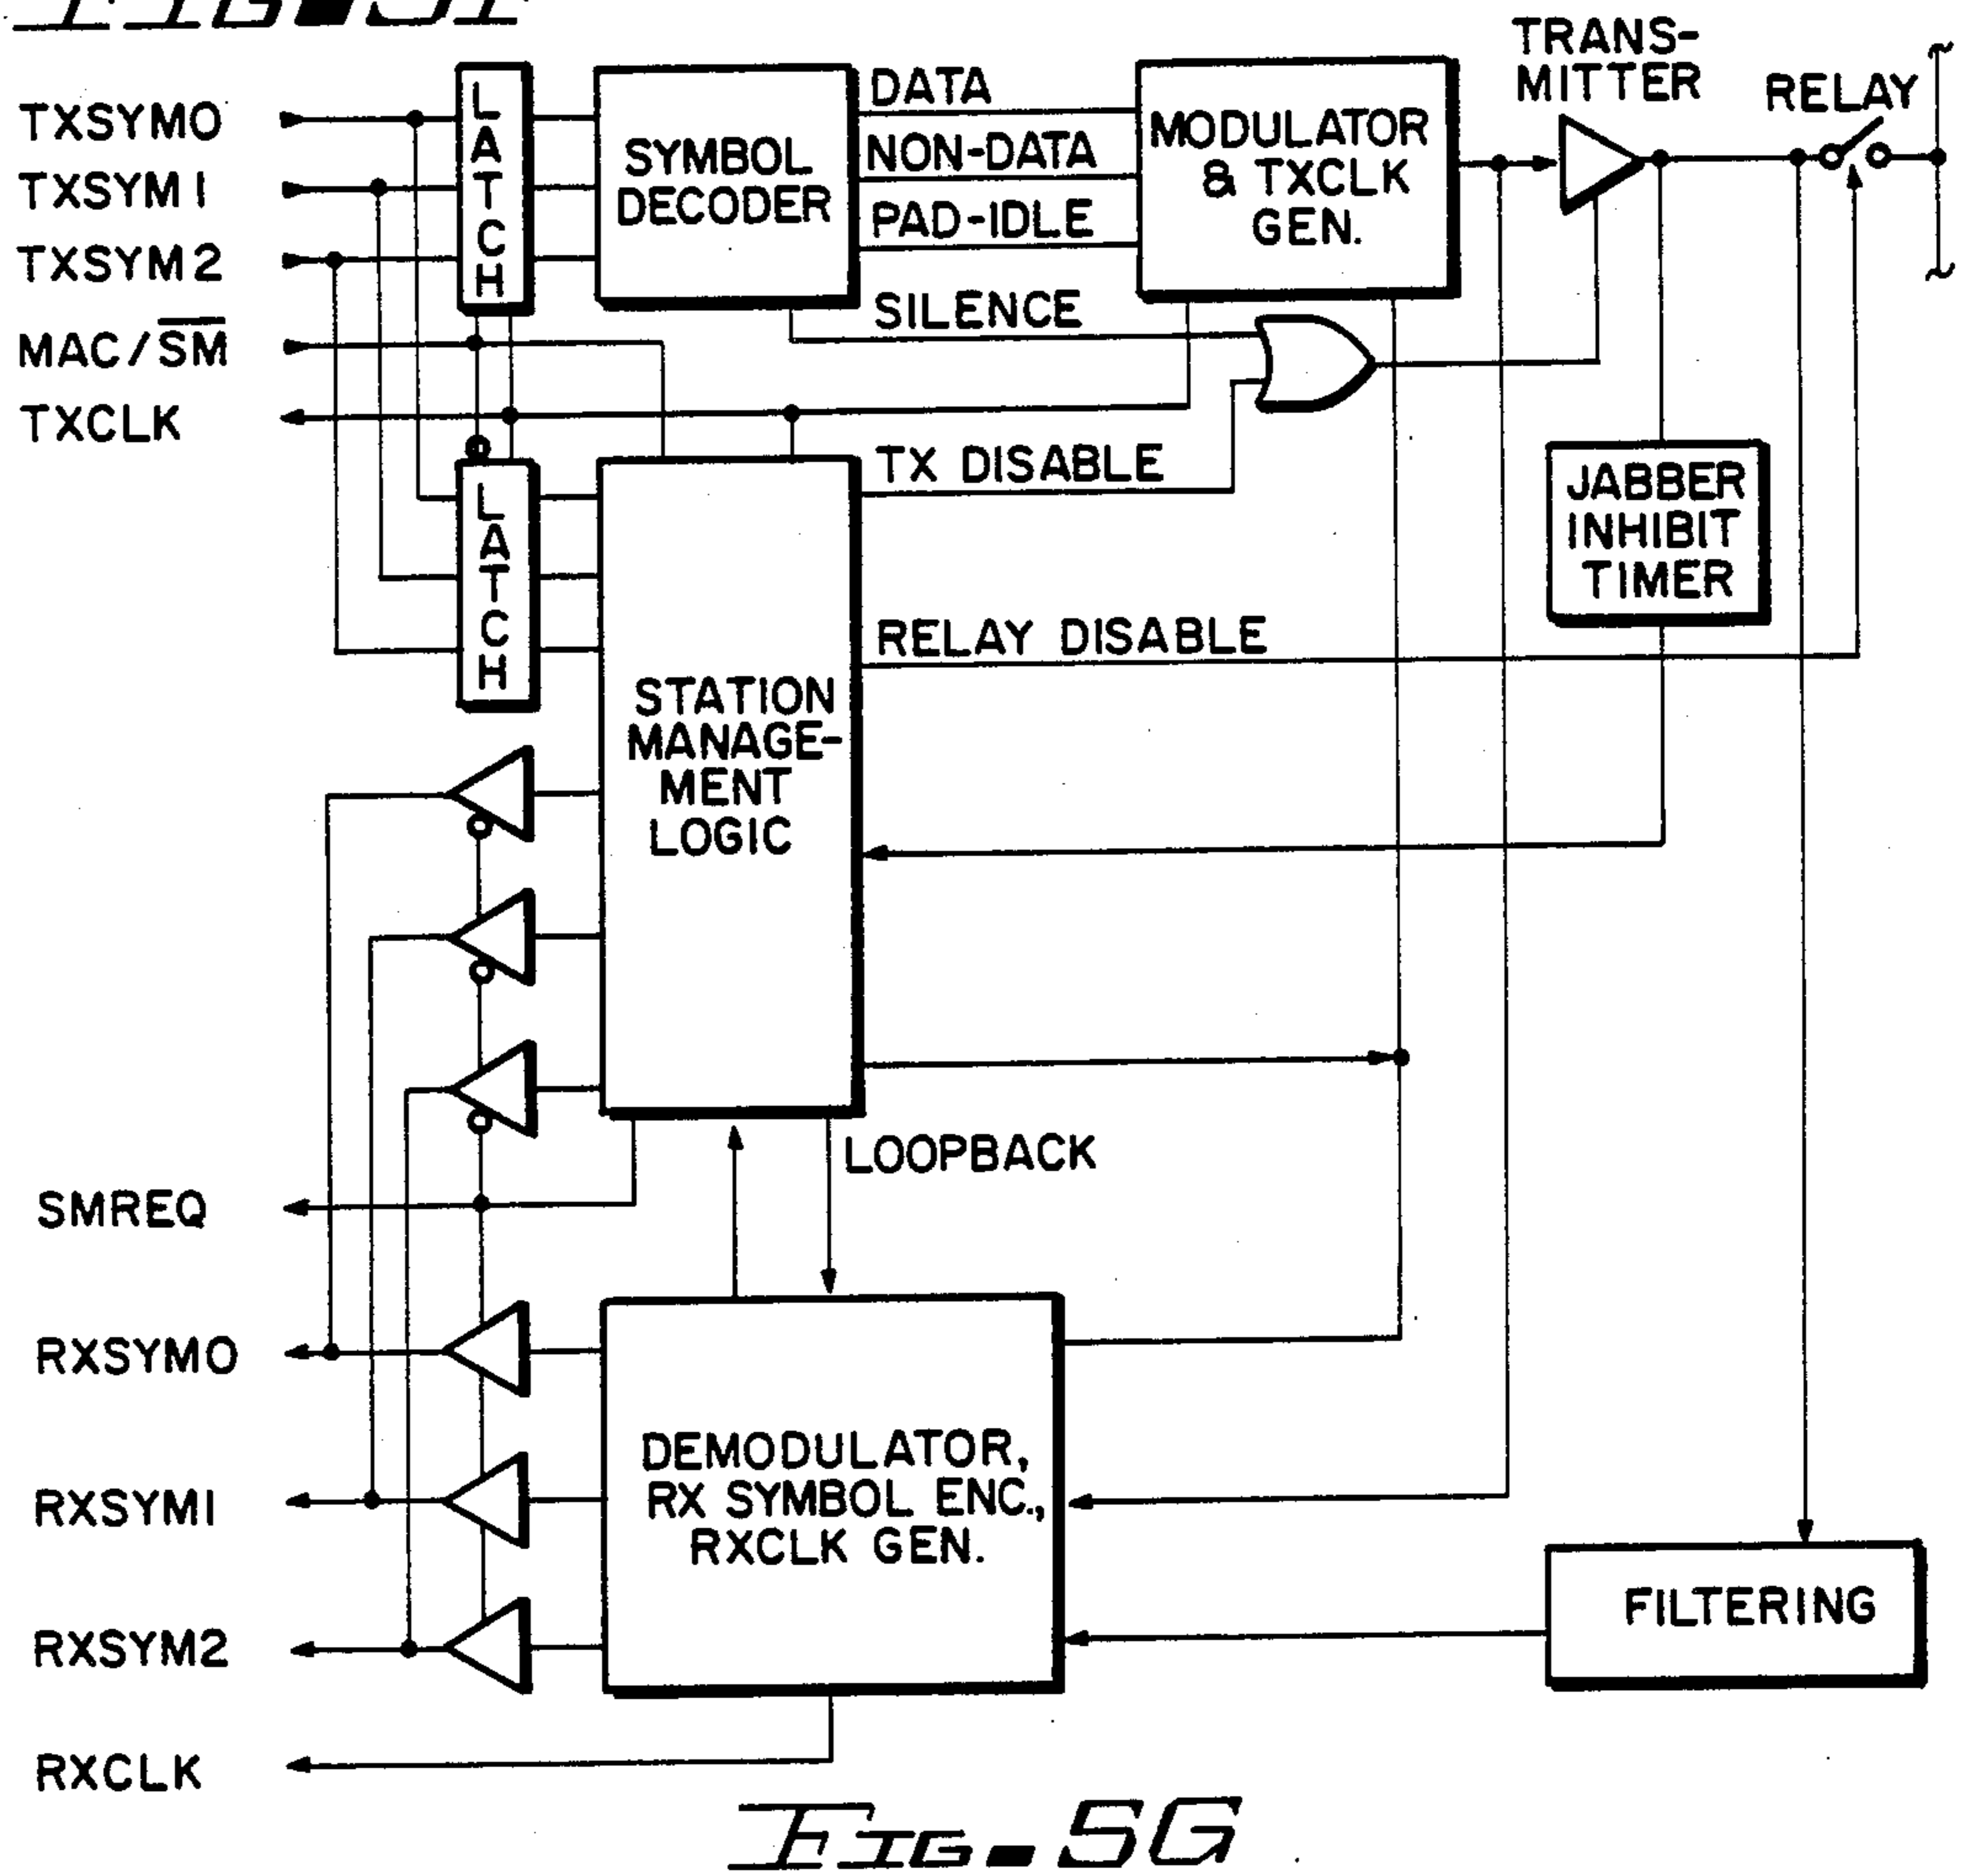 TRANS-
MITTER
RELAY
TXSYM0
TXSYM1
TXSYM2
MAC/S̅M̅
TXCLK
LATCH
SYMBOL
DECODER
DATA
NON-DATA
PAD-IDLE
SILENCE
MODULATOR
& TXCLK
GEN.
LATCH
TX DISABLE
JABBER
INHIBIT
TIMER
RELAY DISABLE
STATION
MANAGE-
MENT
LOGIC
LOOPBACK
SMREQ
RXSYM0
RXSYM1
RXSYM2
RXCLK
DEMODULATOR,
RX SYMBOL ENC.,
RXCLK GEN.
FILTERING
FIG. 5G